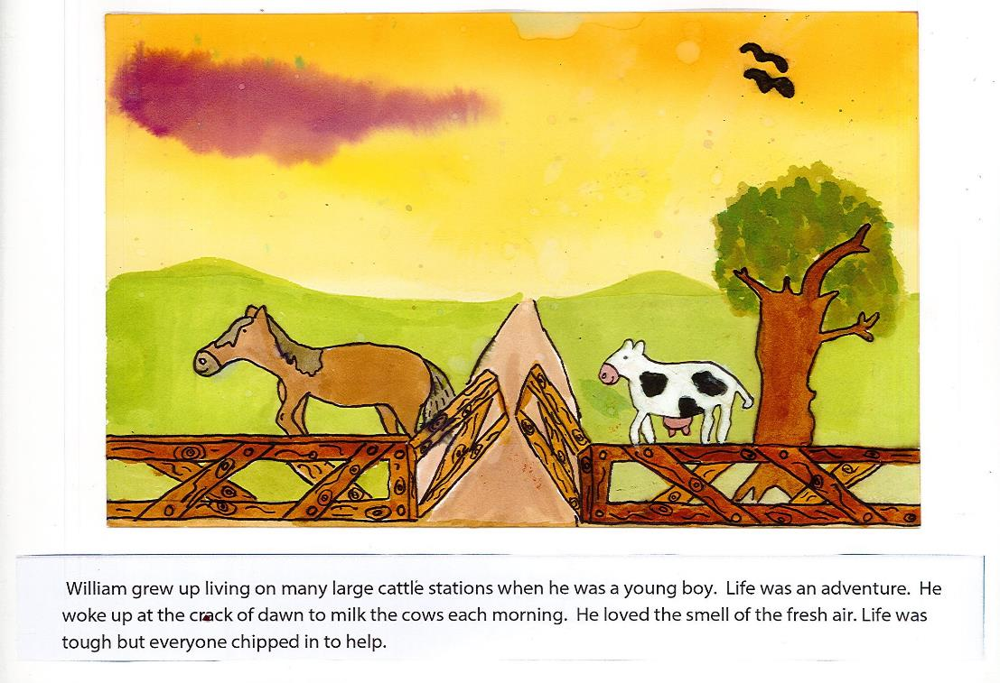 William grew up living on many large cattle stations when he was a young boy.  Life was an adventure.  He
woke up at the crack of dawn to milk the cows each morning.  He loved the smell of the fresh air. Life was
tough but everyone chipped in to help.